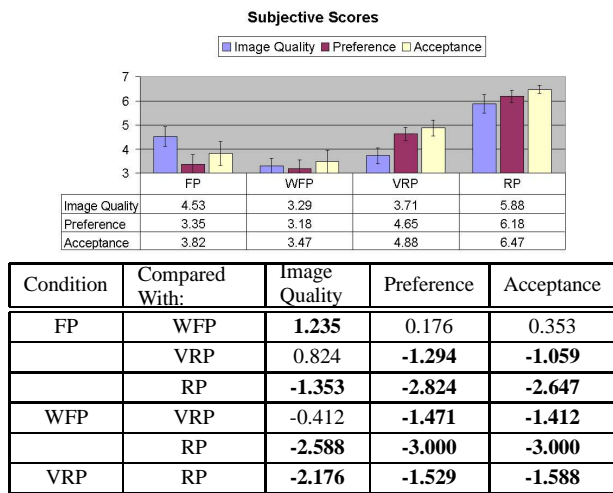 Subjective Scores
Image Quality Preference Acceptance
7
6
5
4
3
FP WFP VRP RP
Image Quality 4.53 3.29 3.71 5.88
Preference 3.35 3.18 4.65 6.18
Acceptance 3.82 3.47 4.88 6.47
Condition Compared With: Image Quality Preference Acceptance
FP WFP 1.235 0.176 0.353
VRP 0.824 -1.294 -1.059
RP -1.353 -2.824 -2.647
WFP VRP -0.412 -1.471 -1.412
RP -2.588 -3.000 -3.000
VRP RP -2.176 -1.529 -1.588